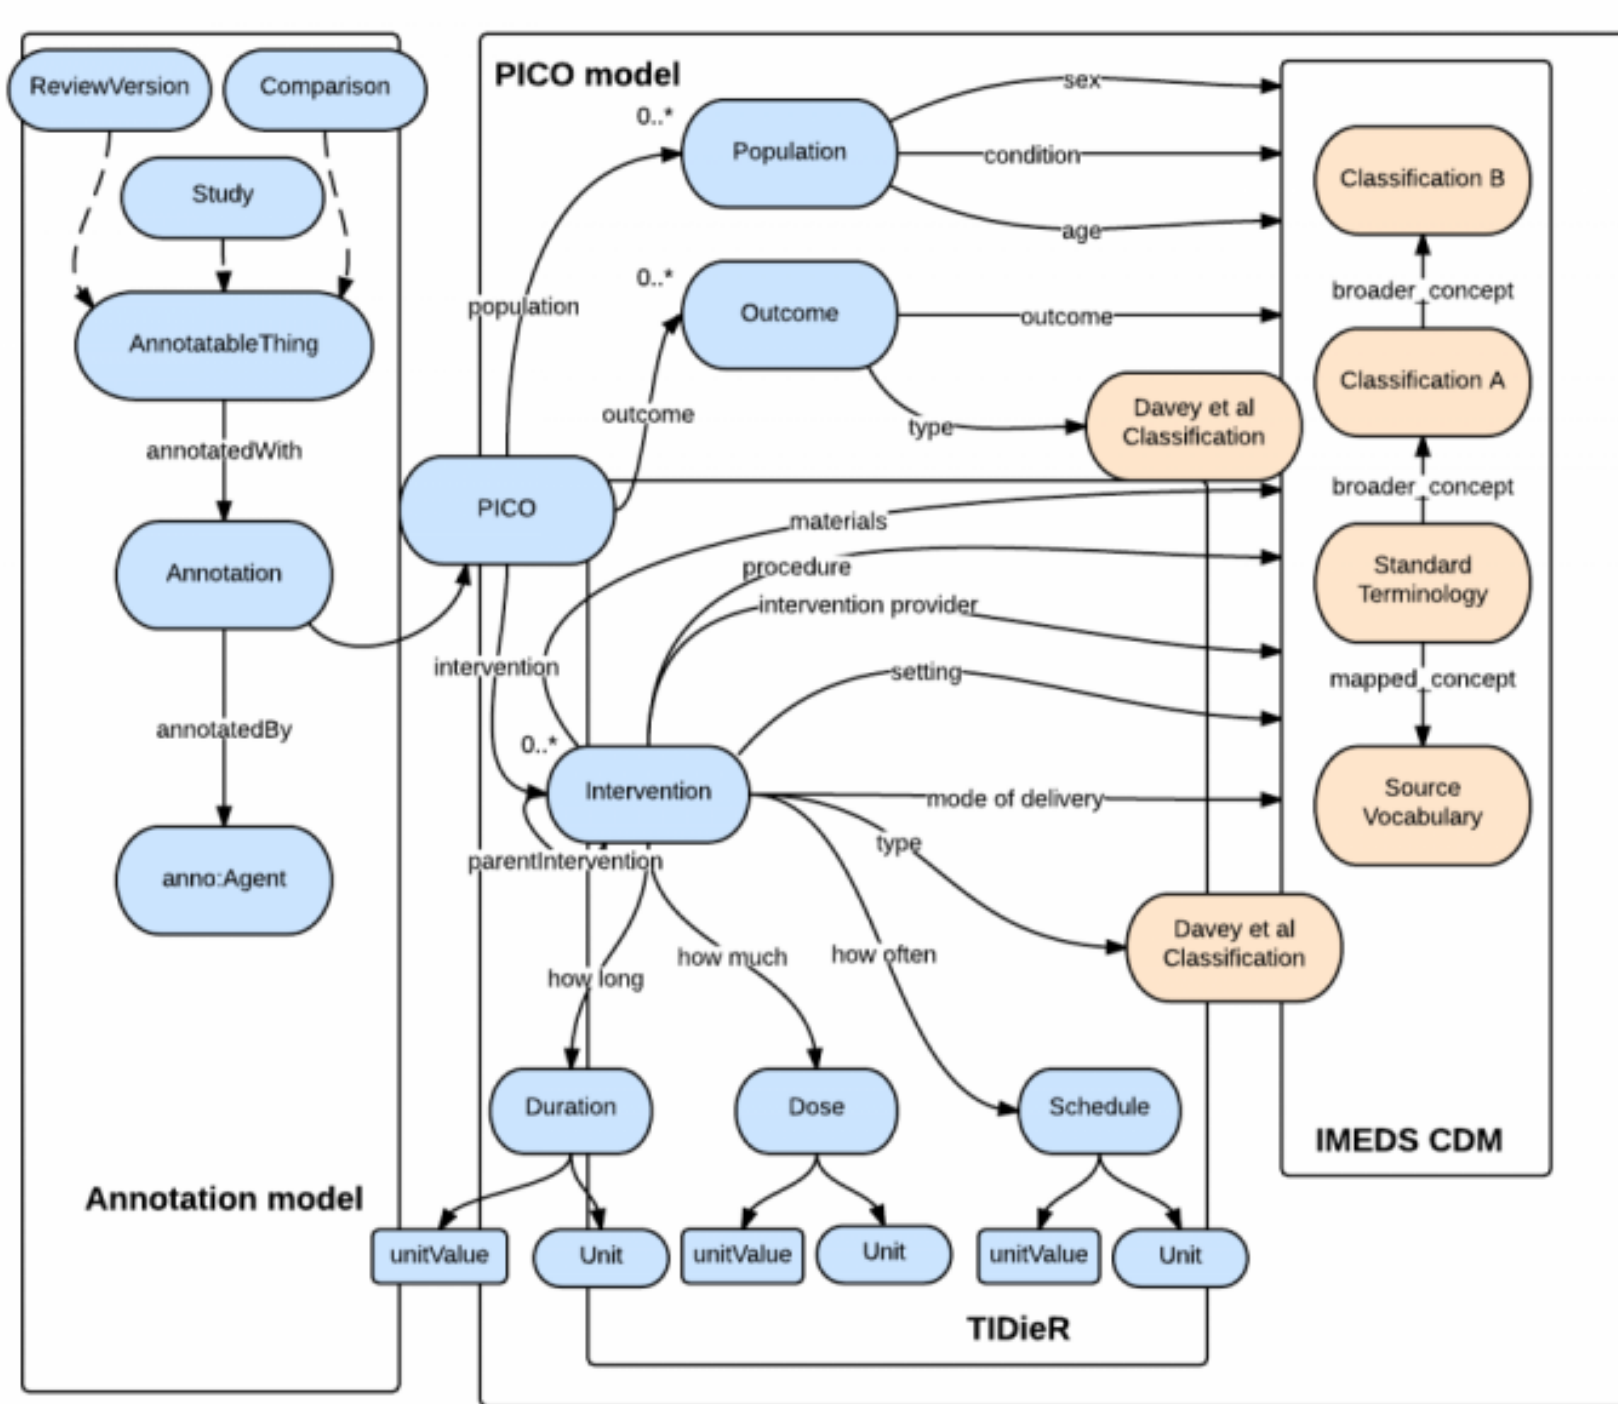 ReviewVersion
Comparison
Study
AnnotatableThing
annotatedWith
Annotation
annotatedBy
anno:Agent
Annotation model
PICO model
0..*
Population
sex
condition
age
population
0..*
Outcome
outcome
outcome
type
Davey et al
Classification
PICO
materials
procedure
intervention provider
setting
intervention
0..*
Intervention
mode of delivery
type
parentIntervention
Davey et al
Classification
how long
how much
how often
Duration
Dose
Schedule
unitValue
Unit
unitValue
Unit
unitValue
Unit
TIDieR
Classification B
broader_concept
Classification A
broader_concept
Standard
Terminology
mapped_concept
Source
Vocabulary
IMEDS CDM